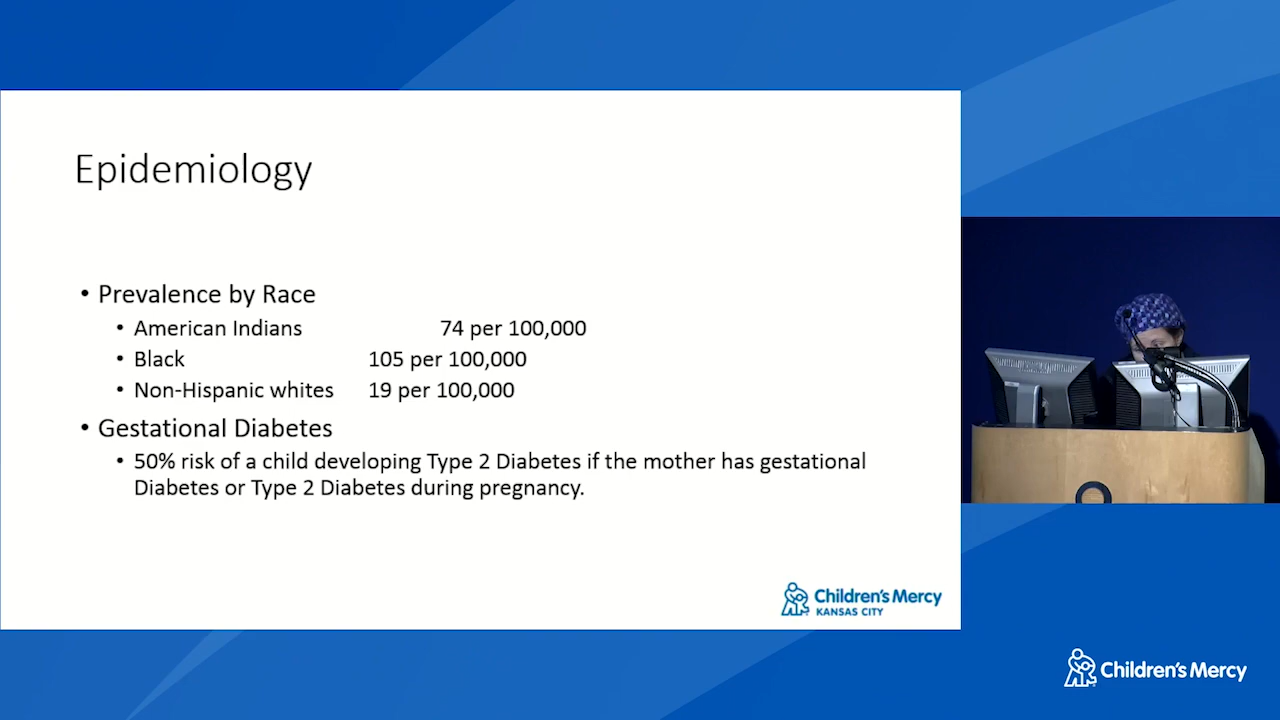 Epidemiology
• Prevalence by Race
• American Indians 74 per 100,000
• Black 105 per 100,000
• Non-Hispanic whites 19 per 100,000
• Gestational Diabetes
• 50% risk of a child developing Type 2 Diabetes if the mother has gestational
Diabetes or Type 2 Diabetes during pregnancy.
Children's Mercy
KANSAS CITY
Children's Mercy